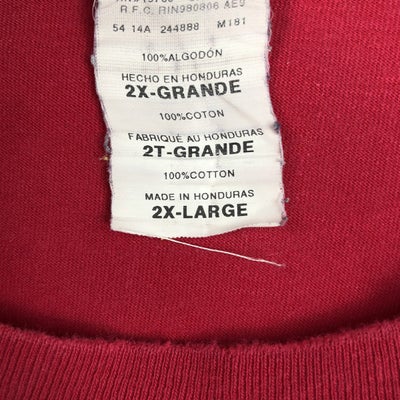 R.F.C. RIN980806 AE9
54 14A 244888 M181
100%ALGODÓN
HECHO EN HONDURAS
2X-GRANDE
100%COTON
FABRIQUÉ AU HONDURAS
2T-GRANDE
100%COTTON
MADE IN HONDURAS
2X-LARGE